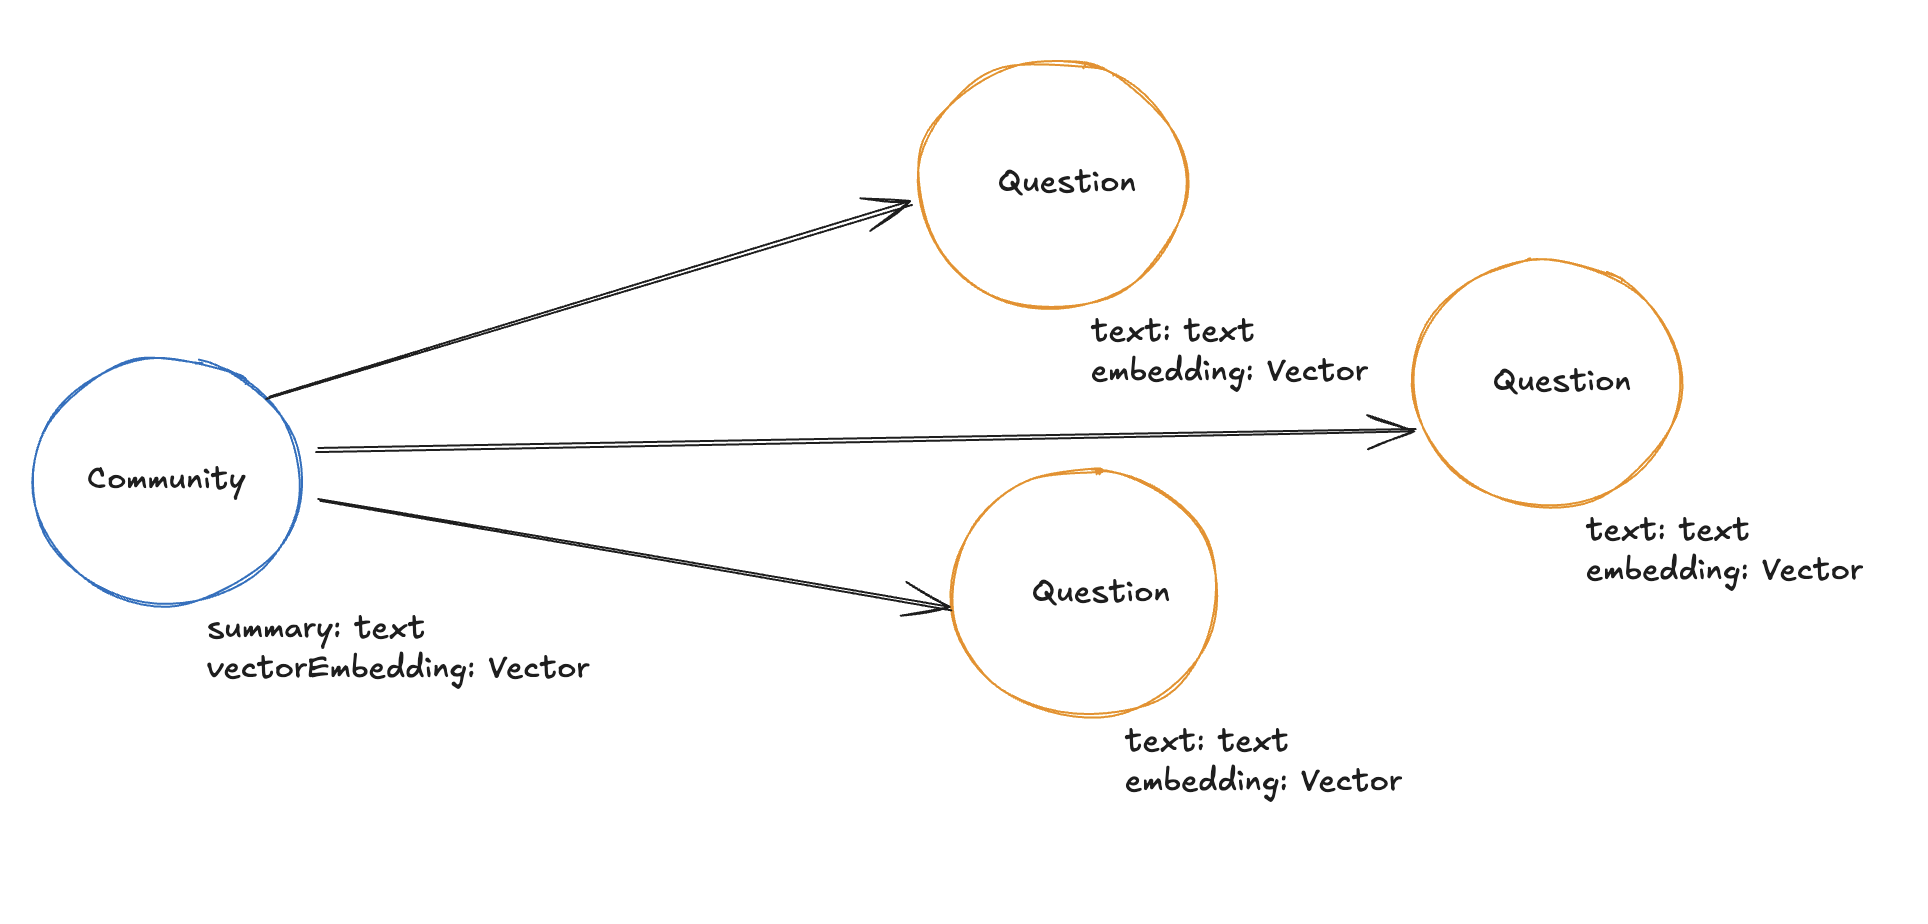 Question
text: text
embedding: Vector
Question
text: text
embedding: Vector
Community
summary: text
vectorEmbedding: Vector
Question
text: text
embedding: Vector